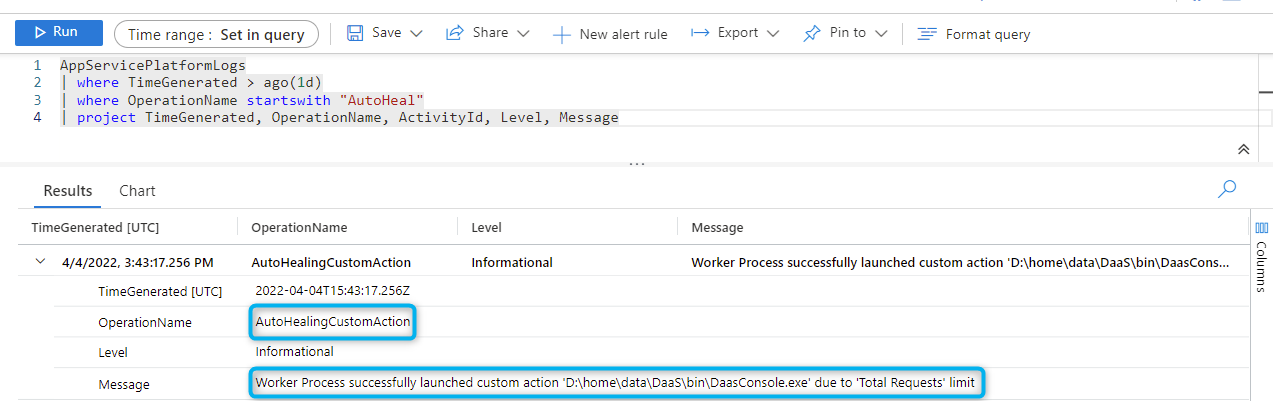 Run Time range : Set in query Save Share New alert rule Export Pin to Format query
1 AppServicePlatformLogs
2 | where TimeGenerated > ago(1d)
3 | where OperationName startswith "AutoHeal"
4 | project TimeGenerated, OperationName, ActivityId, Level, Message
...
Results Chart
TimeGenerated [UTC] OperationName Level Message
4/4/2022, 3:43:17.256 PM AutoHealingCustomAction Informational Worker Process successfully launched custom action 'D:\home\data\DaaS\bin\DaasCons...
TimeGenerated [UTC] 2022-04-04T15:43:17.256Z
OperationName AutoHealingCustomAction
Level Informational
Message Worker Process successfully launched custom action 'D:\home\data\DaaS\bin\DaasConsole.exe' due to 'Total Requests' limit
Columns